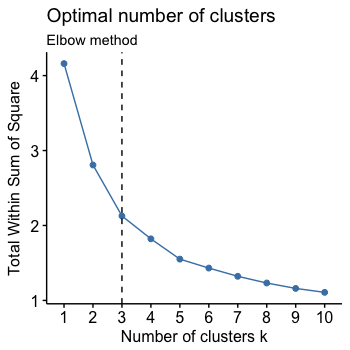 Optimal number of clusters
Elbow method
Total Within Sum of Square
4
3
2
1
1 2 3 4 5 6 7 8 9 10
Number of clusters k